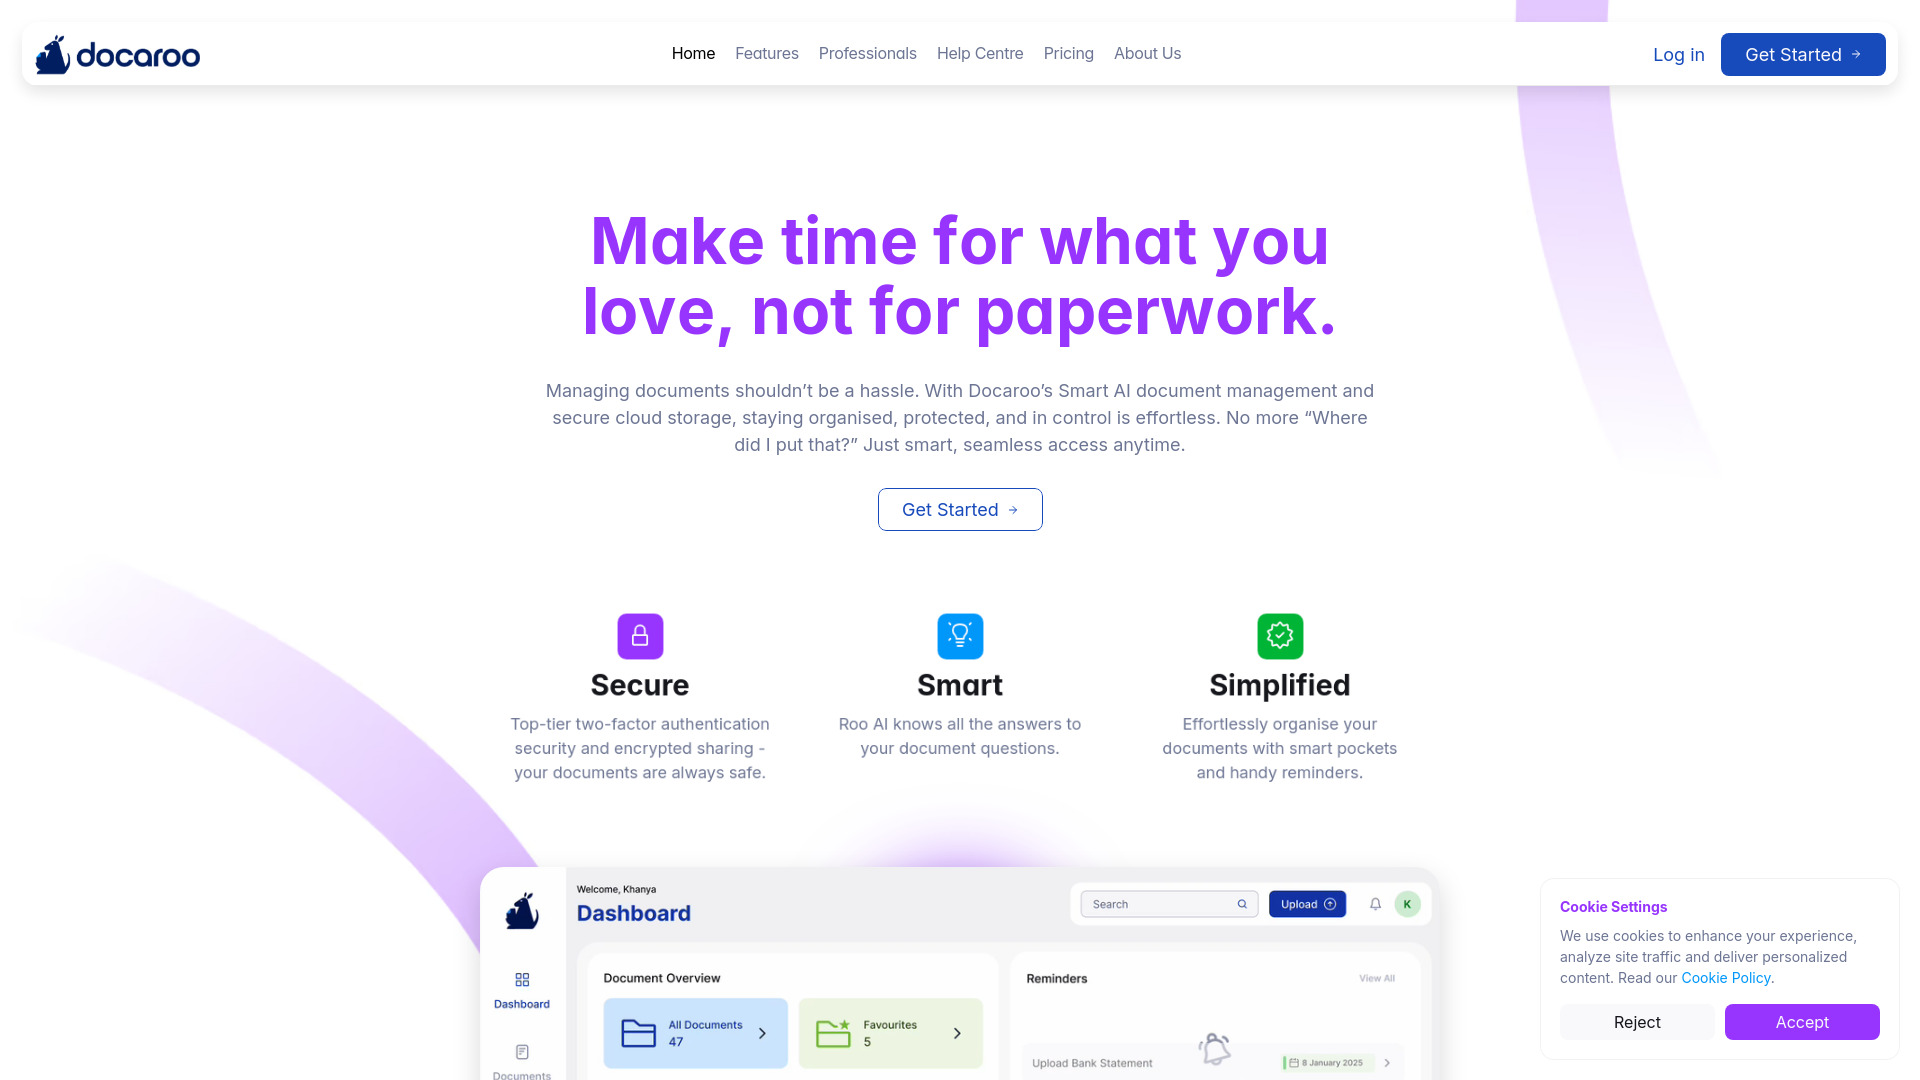 docaroo
Home
Features
Professionals
Help Centre
Pricing
About Us
Log in
Get Started
Make time for what you
love, not for paperwork.
Managing documents shouldn’t be a hassle. With Docaroo’s Smart AI document management and
secure cloud storage, staying organised, protected, and in control is effortless. No more “Where
did I put that?” Just smart, seamless access anytime.
Get Started
Secure
Top-tier two-factor authentication
security and encrypted sharing -
your documents are always safe.
Smart
Roo AI knows all the answers to
your document questions.
Simplified
Effortlessly organise your
documents with smart pockets
and handy reminders.
Welcome, Khanya
Dashboard
Search
Upload
K
Dashboard
Documents
Document Overview
All Documents
47
Favourites
5
Reminders
View All
Upload Bank Statement
8 January 2025
Cookie Settings
We use cookies to enhance your experience,
analyze site traffic and deliver personalized
content. Read our Cookie Policy.
Reject
Accept